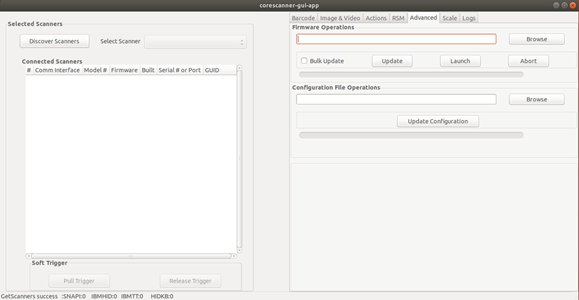 corescanner-gui-app
Selected Scanners
Discover Scanners
Select Scanner
Connected Scanners
# Comm Interface Model # Firmware Built Serial # or Port GUID
Soft Trigger
Pull Trigger
Release Trigger
Barcode Image & Video Actions RSM Advanced Scale Logs
Firmware Operations
Browse
Bulk Update
Update
Launch
Abort
Configuration File Operations
Browse
Update Configuration
GetScanners success :SNAPI:0 IBMHID:0 IBMTT:0 HIDKB:0